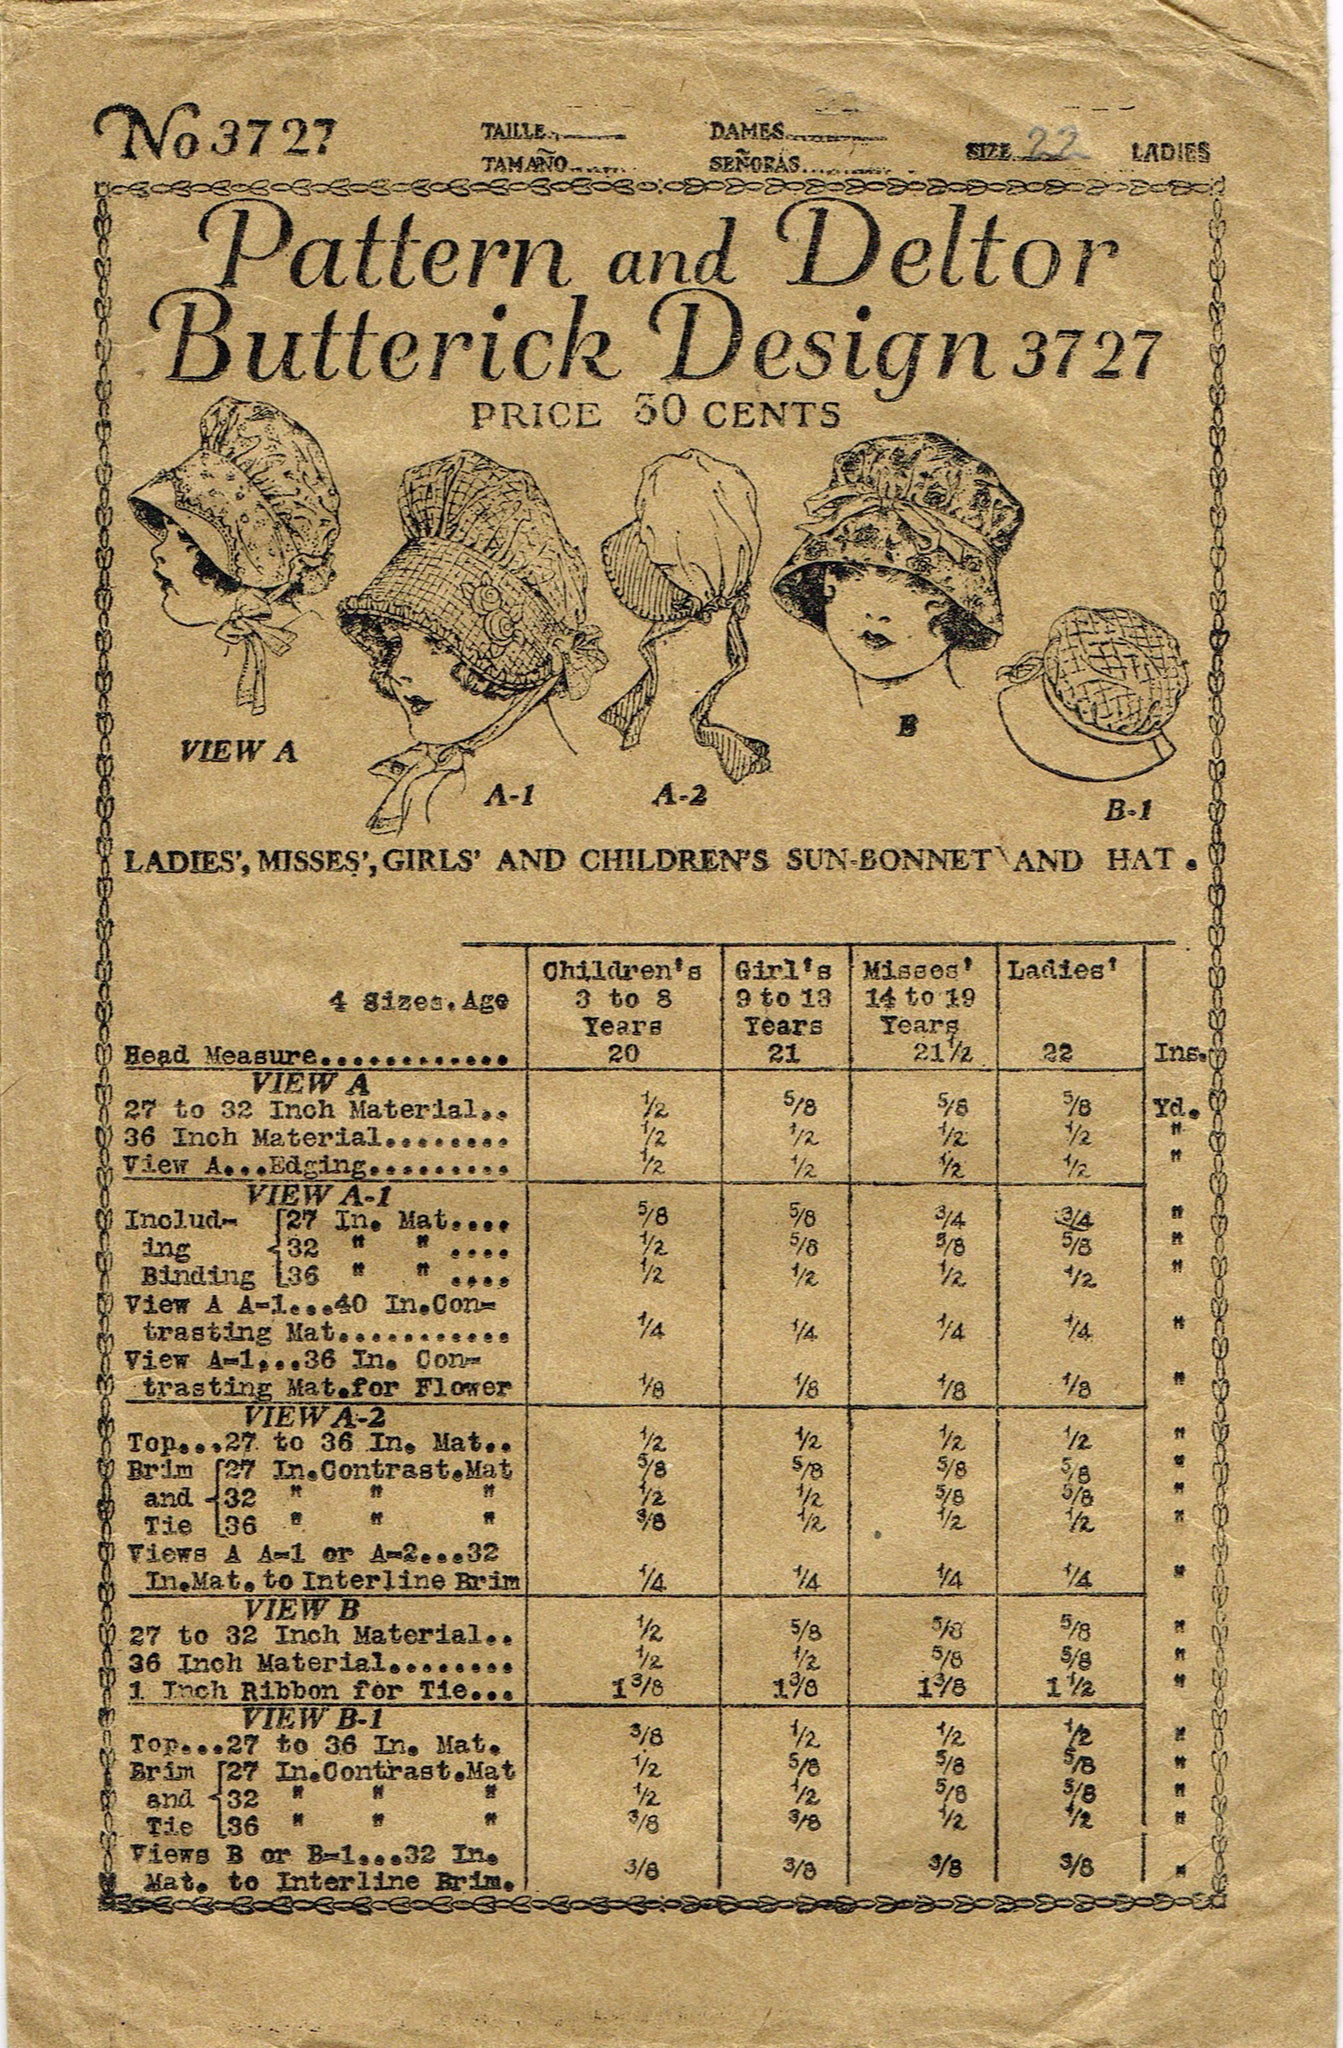 No 3727 TAILLE DAMES SIZE 22 LADIES
TAMAÑO SEÑORAS
Pattern and Deltor
Butterick Design 3727
PRICE 30 CENTS
VIEW A
A-1
A-2
B
B-1
LADIES', MISSES', GIRLS' AND CHILDREN'S SUN-BONNET AND HAT.
Children's Girl's Misses' Ladies'
4 Sizes. Age 3 to 8 9 to 13 14 to 19
Years Years Years
Head Measure............ 20 21 21 1/2 22 Ins.
VIEW A
27 to 32 Inch Material.. 1/2 5/8 5/8 5/8 Yd.
36 Inch Material........ 1/2 1/2 1/2 1/2 "
View A...Edging......... 1/2 1/2 1/2 1/2 "
VIEW A-1
Includ- 27 In. Mat.... 5/8 5/8 3/4 3/4 "
ing 32 " " .... 1/2 5/8 5/8 5/8 "
Binding 36 " " .... 1/2 1/2 1/2 1/2 "
View A A-1...40 In.Con-
trasting Mat........... 1/4 1/4 1/4 1/4 "
View A-1...36 In. Con-
trasting Mat.for Flower 1/8 1/8 1/8 1/8 "
VIEW A-2
Top...27 to 36 In. Mat.. 1/2 1/2 1/2 1/2 "
Brim 27 In.Contrast.Mat 5/8 5/8 5/8 5/8 "
and 32 " " " 1/2 1/2 5/8 5/8 "
Tie 36 " " " 3/8 1/2 1/2 1/2 "
Views A A-1 or A-2...32
In.Mat. to Interline Brim 1/4 1/4 1/4 1/4 "
VIEW B
27 to 32 Inch Material.. 1/2 5/8 5/8 5/8 "
36 Inch Material........ 1/2 1/2 5/8 5/8 "
1 Inch Ribbon for Tie... 1 3/8 1 3/8 1 3/8 1 1/2 "
VIEW B-1
Top...27 to 36 In. Mat. 3/8 1/2 1/2 1/2 "
Brim 27 In.Contrast.Mat 1/2 5/8 5/8 5/8 "
and 32 " " " 1/2 1/2 5/8 5/8 "
Tie 36 " " " 3/8 3/8 1/2 1/2 "
Views B or B-1...32 In.
Mat. to Interline Brim. 3/8 3/8 3/8 3/8 "